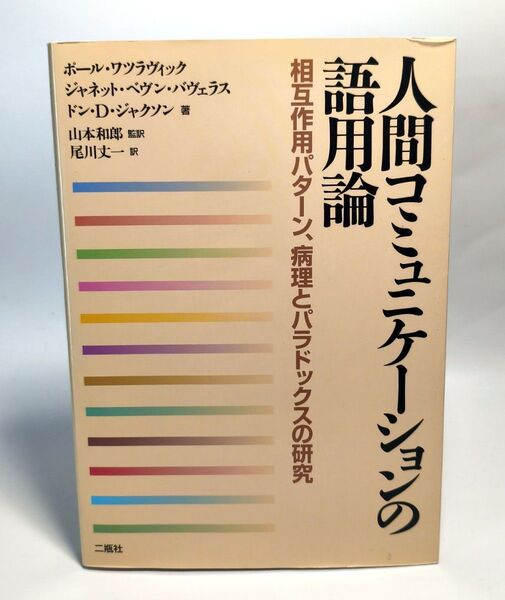 人間コミュニケーションの
語用論
相互作用パターン、病理とパラドックスの研究
ポール・ワツラヴィック
ジャネット・ベヴン・バヴェラス
ドン・D・ジャクソン 著
山本和郎 監訳
尾川丈一 訳
二瓶社